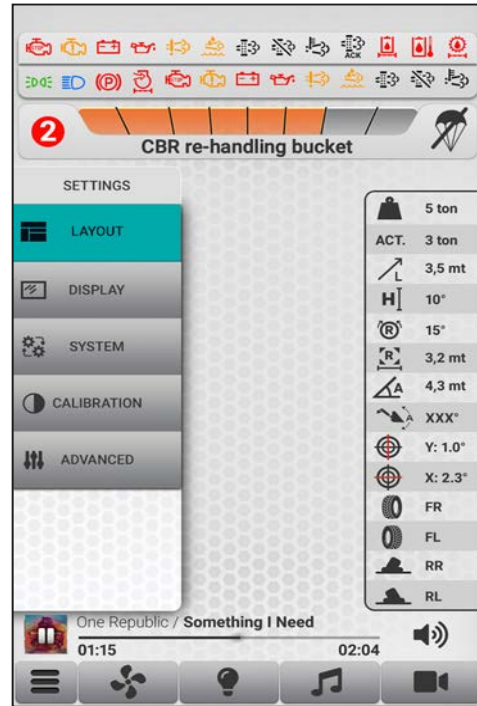 STOP
ACK
STOP
2
CBR re-handling bucket
SETTINGS
LAYOUT
DISPLAY
SYSTEM
CALIBRATION
ADVANCED
5 ton
ACT. 3 ton
L 3,5 mt
H 10°
R 15°
R 3,2 mt
A 4,3 mt
A XXX°
Y: 1.0°
X: 2.3°
FR
FL
RR
RL
One Republic / Something I Need
01:15 02:04